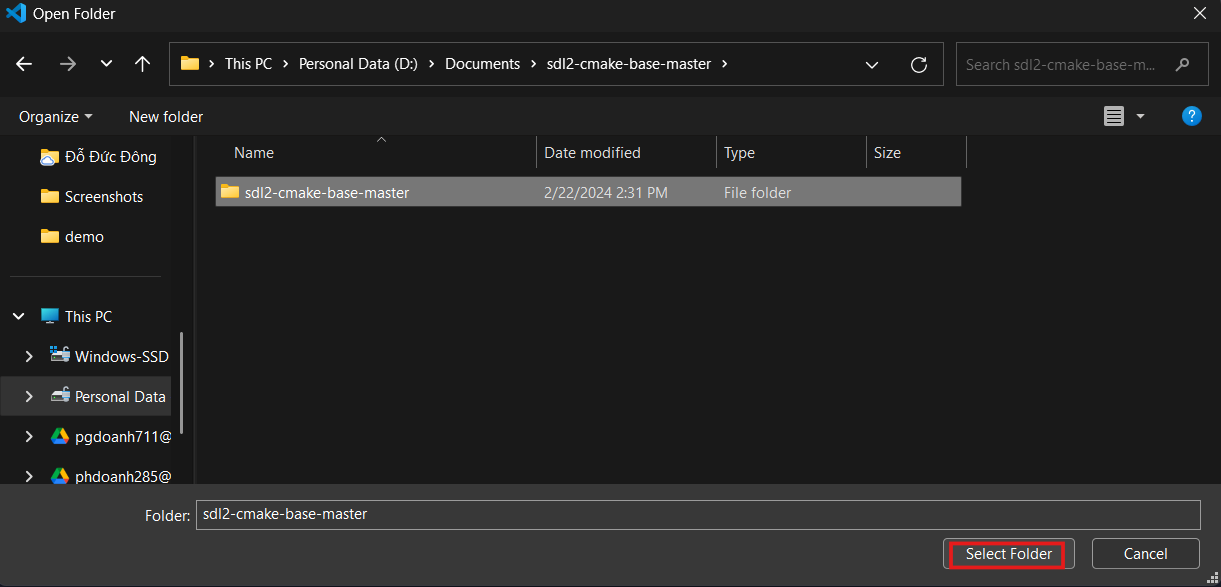 Open Folder
This PC Personal Data (D:) Documents sdl2-cmake-base-master
Search sdl2-cmake-base-m...
Organize New folder
?
Name Date modified Type Size
Đỗ Đức Đông
sdl2-cmake-base-master 2/22/2024 2:31 PM File folder
Screenshots
demo
This PC
Windows-SSD
Personal Data
pgdoanh711@
phdoanh285@
Folder: sdl2-cmake-base-master
Select Folder Cancel